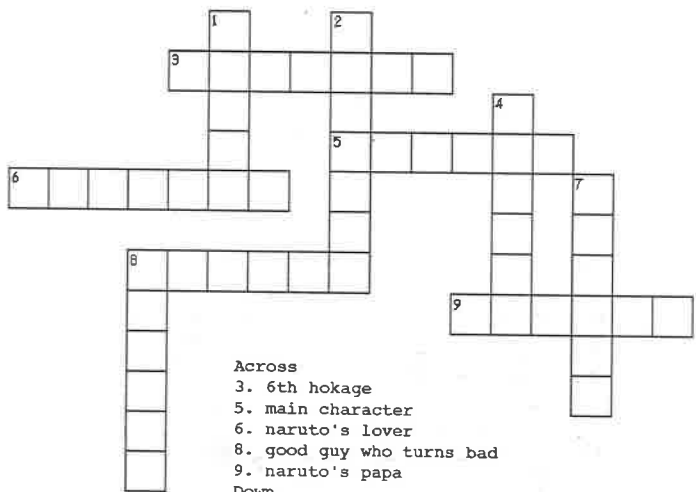 1
2
3
4
5
6
7
8
9
Across
3. 6th hokage
5. main character
6. naruto's lover
8. good guy who turns bad
9. naruto's papa
Down